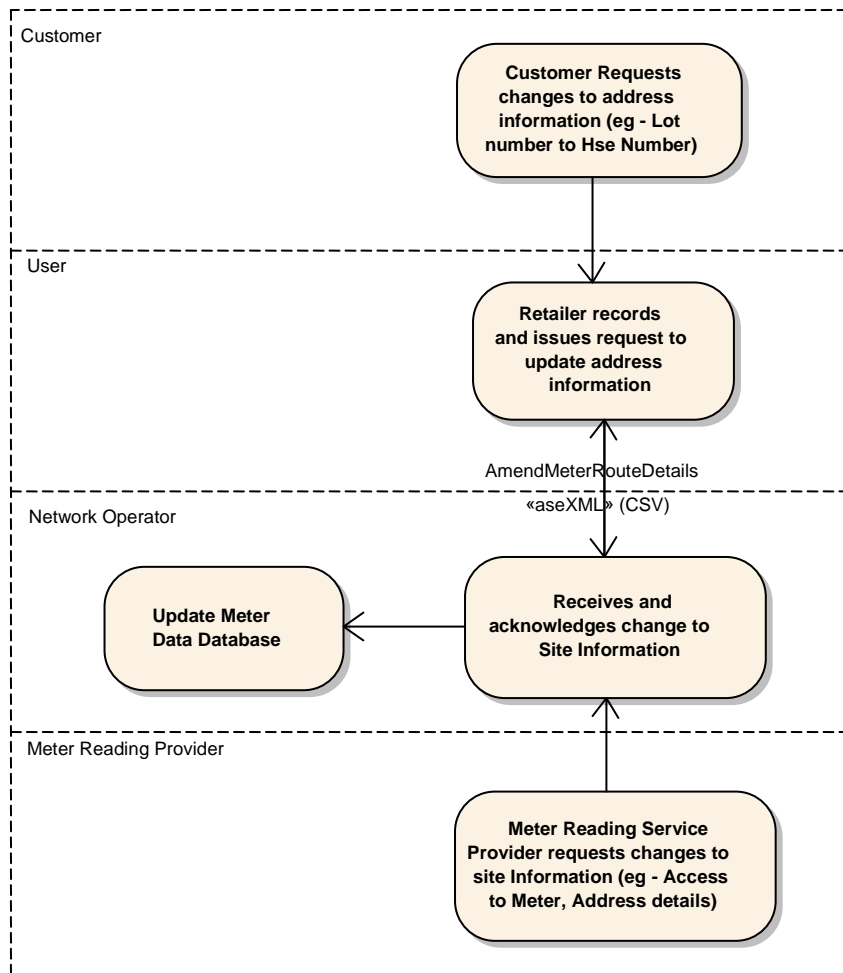 Customer
Customer Requests
changes to address
information (eg - Lot
number to Hse Number)
User
Retailer records
and issues request to
update address
information
AmendMeterRouteDetails
«aseXML» (CSV)
Network Operator
Update Meter
Data Database
Receives and
acknowledges change to
Site Information
Meter Reading Provider
Meter Reading Service
Provider requests changes to
site Information (eg - Access
to Meter, Address details)